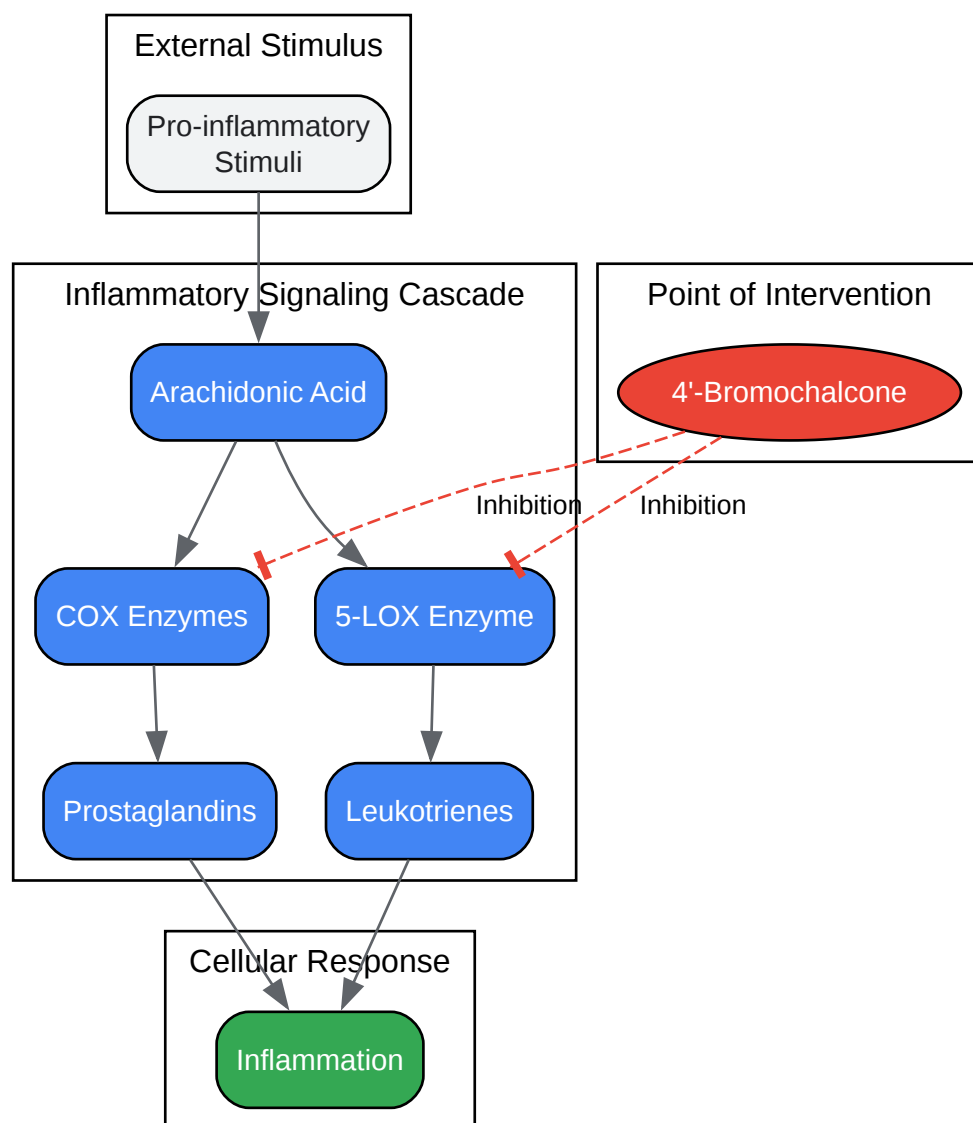 External Stimulus
Pro-inflammatory
Stimuli
Inflammatory Signaling Cascade
Point of Intervention
Arachidonic Acid
4'-Bromochalcone
Inhibition
Inhibition
COX Enzymes
5-LOX Enzyme
Prostaglandins
Leukotrienes
Cellular Response
Inflammation